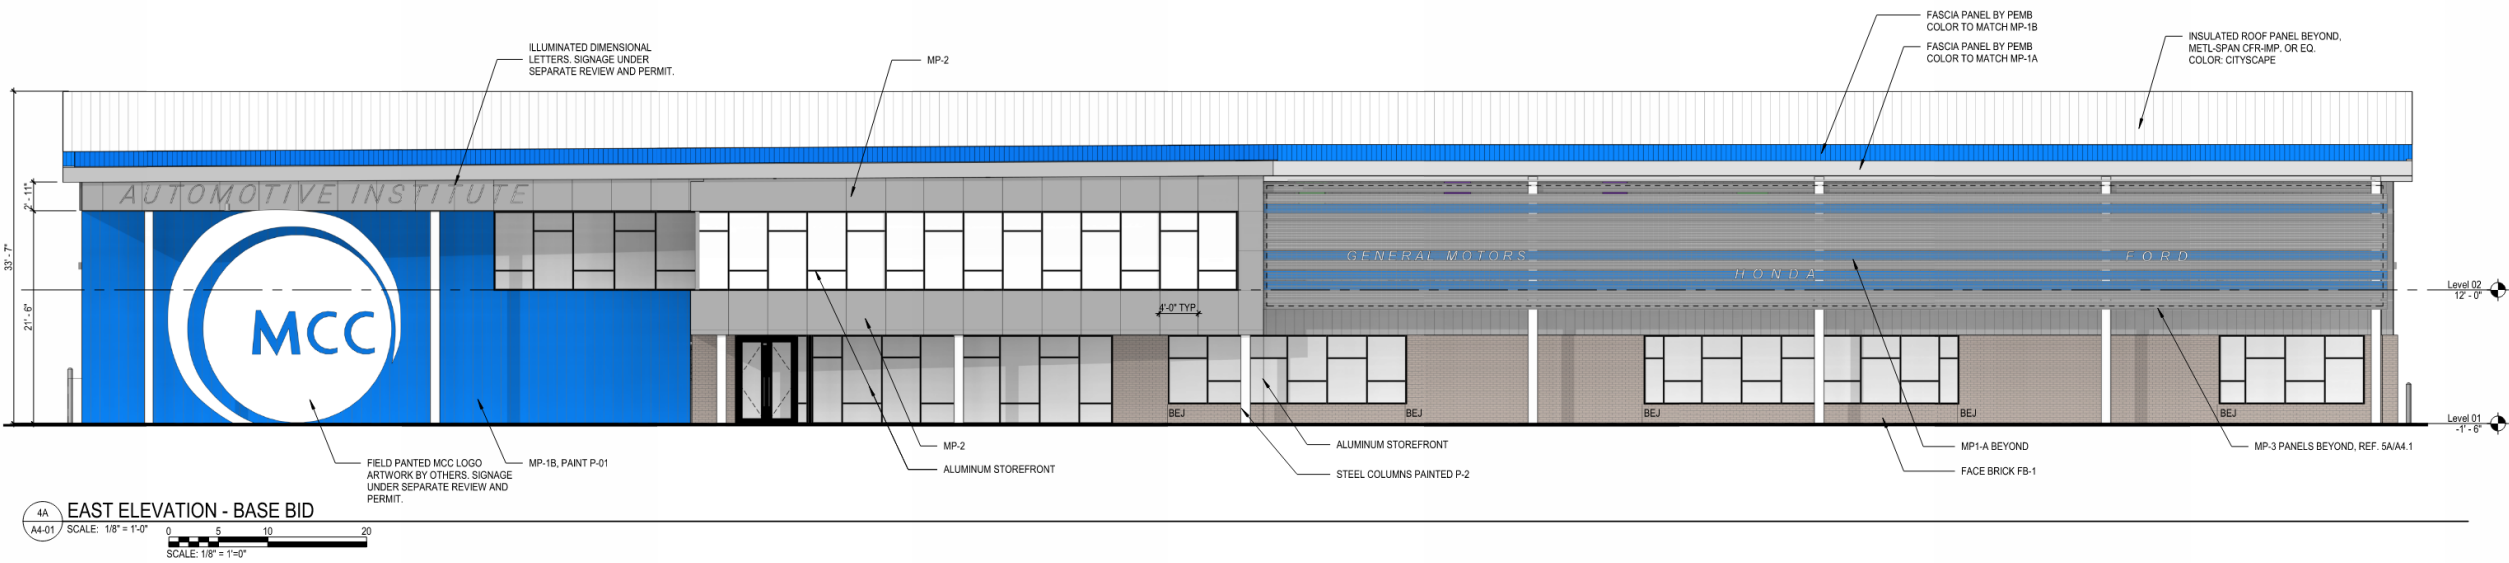 FASCIA PANEL BY PEMB
COLOR TO MATCH MP-1B
FASCIA PANEL BY PEMB
COLOR TO MATCH MP-1A
INSULATED ROOF PANEL BEYOND,
METL-SPAN CFR-IMP. OR EQ.
COLOR: CITYSCAPE
ILLUMINATED DIMENSIONAL
LETTERS. SIGNAGE UNDER
SEPARATE REVIEW AND PERMIT.
MP-2
2' - 11"
33' - 7"
21' - 6"
AUTOMOTIVE INSTITUTE
MCC
GENERAL MOTORS
HONDA
FORD
4'-0" TYP.
Level 02
12' - 0"
BEJ
BEJ
BEJ
BEJ
BEJ
Level 01
-1' - 6"
MP-2
ALUMINUM STOREFRONT
ALUMINUM STOREFRONT
STEEL COLUMNS PAINTED P-2
MP1-A BEYOND
FACE BRICK FB-1
MP-3 PANELS BEYOND, REF. 5A/A4.1
FIELD PANTED MCC LOGO
ARTWORK BY OTHERS. SIGNAGE
UNDER SEPARATE REVIEW AND
PERMIT.
MP-1B, PAINT P-01
4A
A4-01
EAST ELEVATION - BASE BID
SCALE: 1/8" = 1'-0"
0 5 10 20
SCALE: 1/8" = 1'=0"